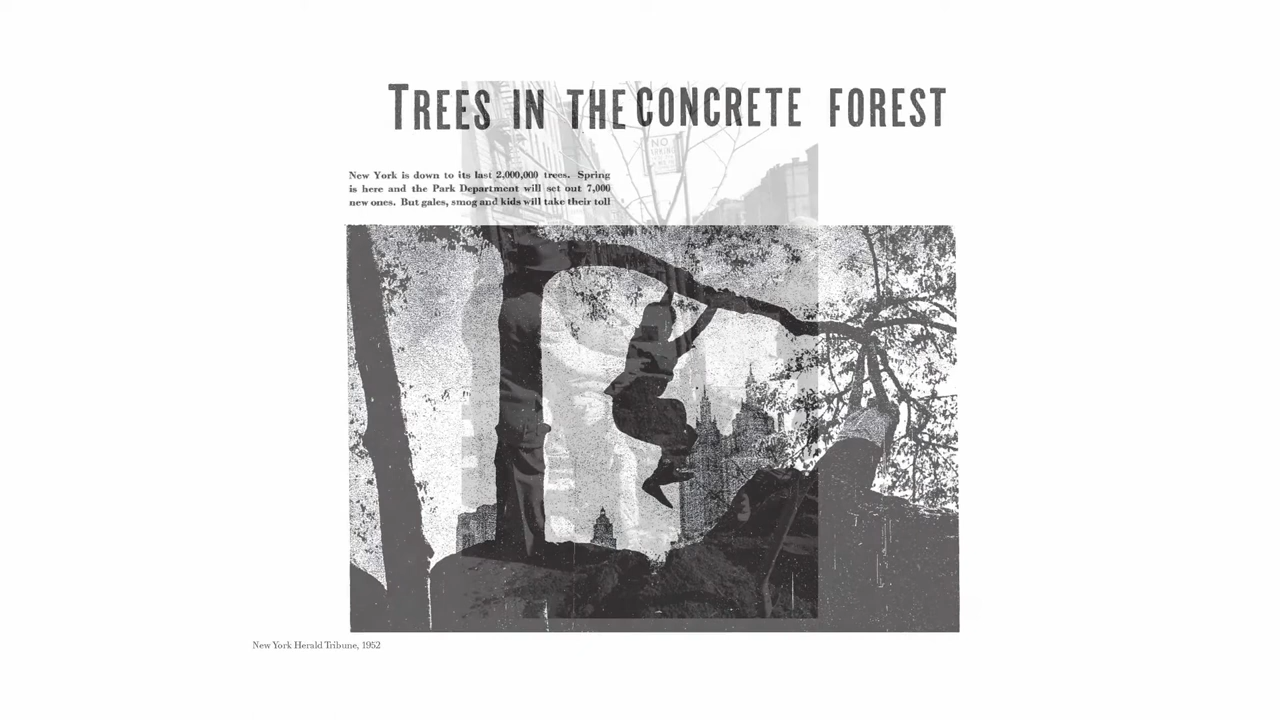 TREES IN THE CONCRETE FOREST
New York is down to its last 2,000,000 trees. Spring
is here and the Park Department will set out 7,000
new ones. But gales, smog and kids will take their toll
NO
New York Herald Tribune, 1952